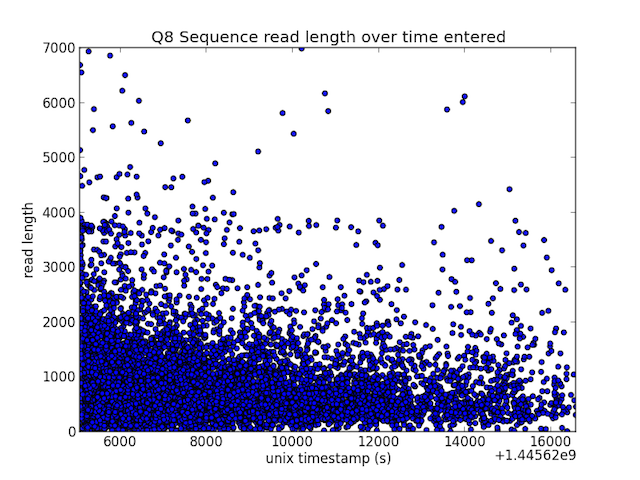 Q8 Sequence read length over time entered
7000
6000
5000
4000
3000
2000
1000
0
read length
6000 8000 10000 12000 14000 16000
unix timestamp (s)
+1.44562e9